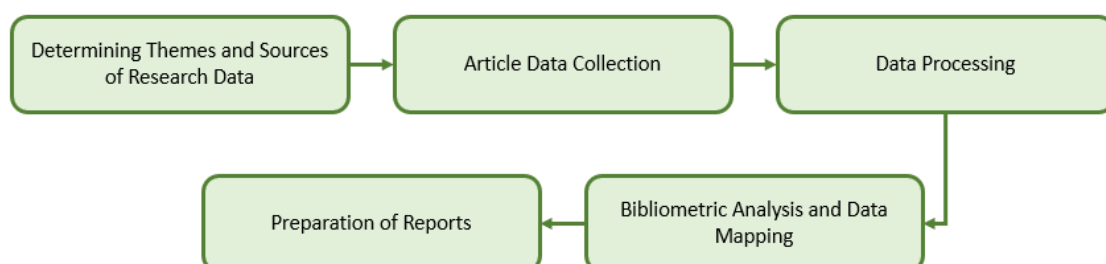 Determining Themes and Sources
of Research Data
Article Data Collection
Data Processing
Bibliometric Analysis and Data
Mapping
Preparation of Reports